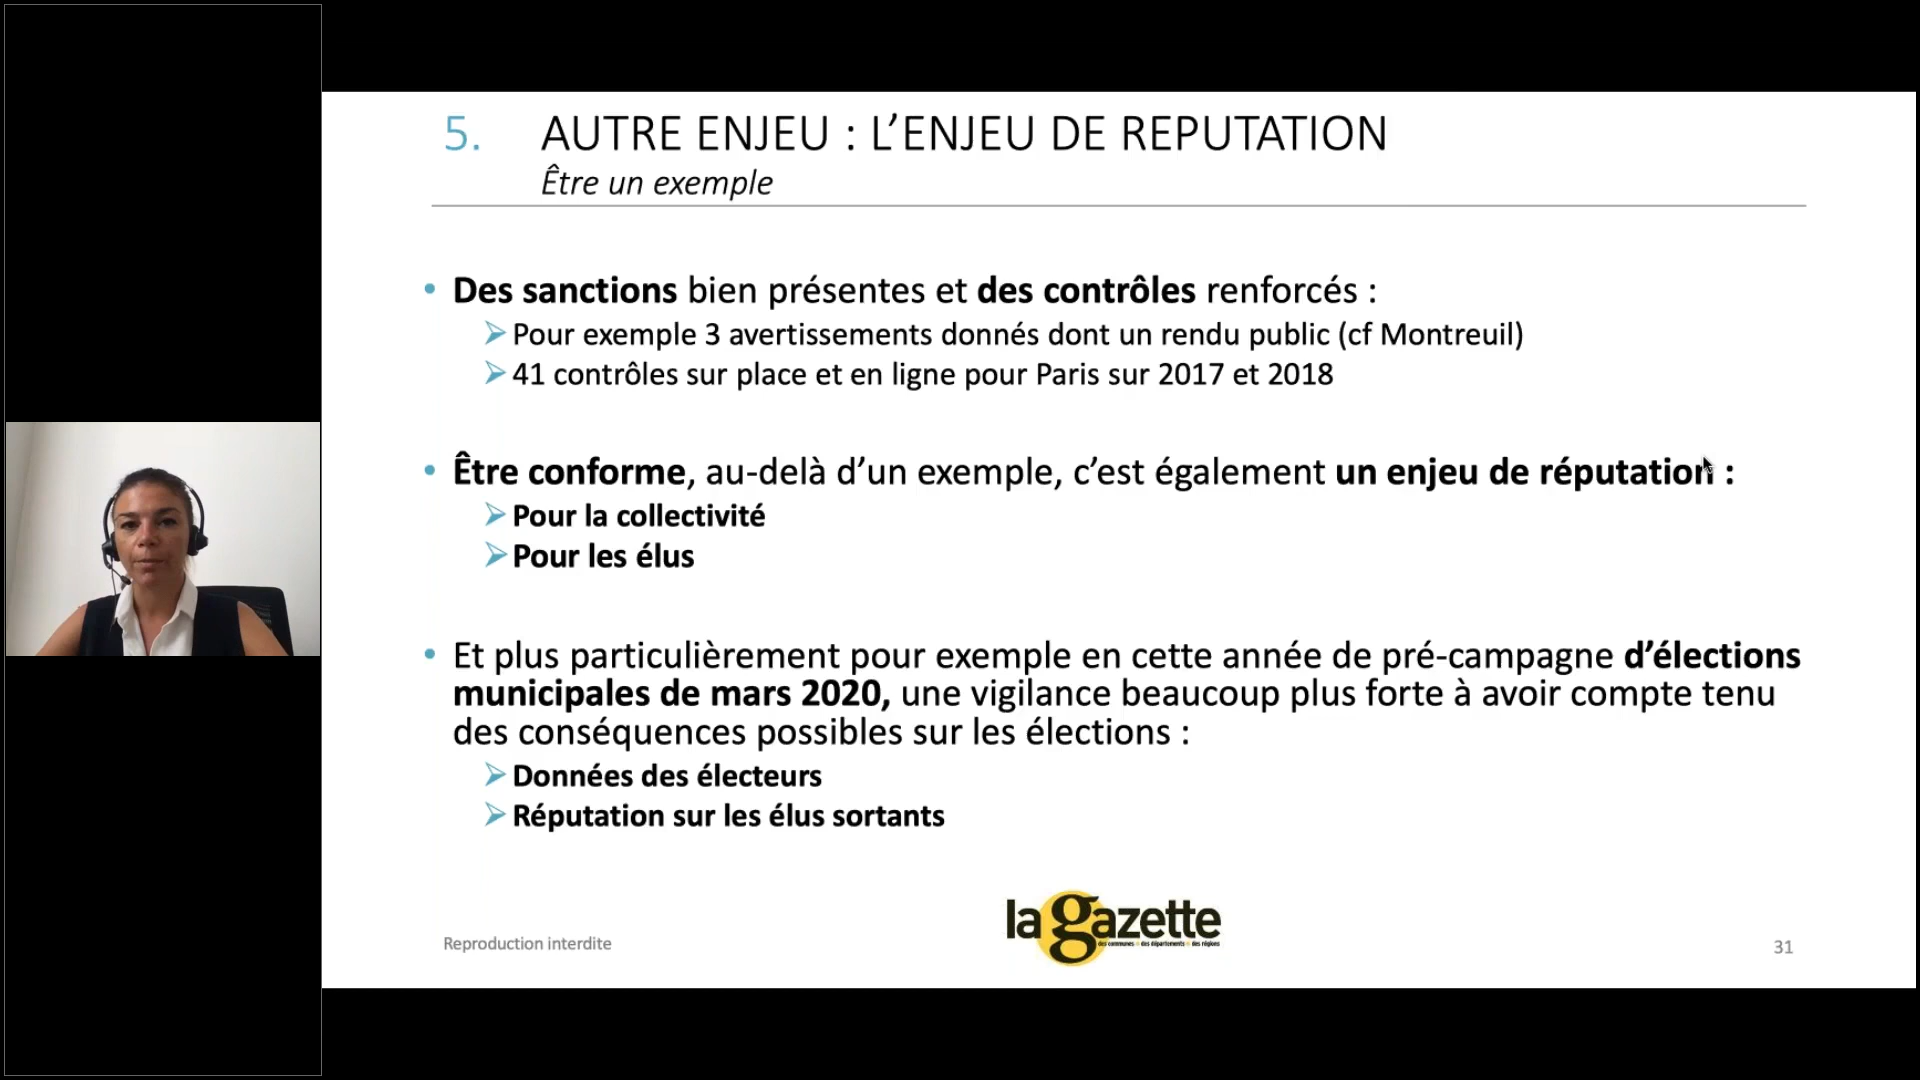 5. AUTRE ENJEU : L’ENJEU DE REPUTATION
Être un exemple
• Des sanctions bien présentes et des contrôles renforcés :
➢ Pour exemple 3 avertissements donnés dont un rendu public (cf Montreuil)
➢ 41 contrôles sur place et en ligne pour Paris sur 2017 et 2018
• Être conforme, au-delà d’un exemple, c’est également un enjeu de réputation :
➢ Pour la collectivité
➢ Pour les élus
• Et plus particulièrement pour exemple en cette année de pré-campagne d’élections
municipales de mars 2020, une vigilance beaucoup plus forte à avoir compte tenu
des conséquences possibles sur les élections :
➢ Données des électeurs
➢ Réputation sur les élus sortants
la gazette
des communes • des départements • des régions
Reproduction interdite
31